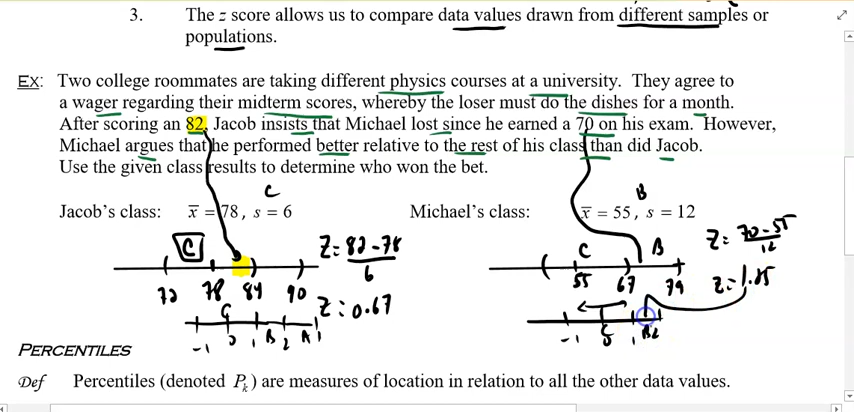 3. The z score allows us to compare data values drawn from different samples or
populations.
EX: Two college roommates are taking different physics courses at a university. They agree to
a wager regarding their midterm scores, whereby the loser must do the dishes for a month.
After scoring an 82, Jacob insists that Michael lost since he earned a 70 on his exam. However,
Michael argues that he performed better relative to the rest of his class than did Jacob.
Use the given class results to determine who won the bet.
C B
Jacob's class: x̅ = 78, s = 6 Michael's class: x̅ = 55, s = 12
C Z = 82-78 / 6 C B Z = 70-55 / 12
72 78 84 90 Z = 0.67 55 67 79 Z = 1.25
C C
-1 0 1 B 2 A -1 0 1 B 2
PERCENTILES
Def Percentiles (denoted Pk) are measures of location in relation to all the other data values.